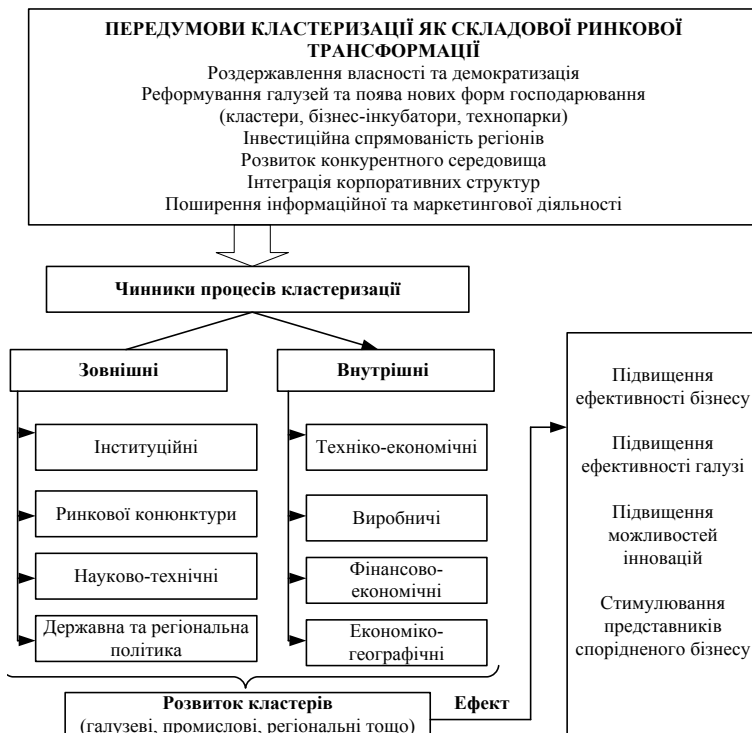 ПЕРЕДУМОВИ КЛАСТЕРИЗАЦІЇ ЯК СКЛАДОВОЇ РИНКОВОЇ
ТРАНСФОРМАЦІЇ
Роздержавлення власності та демократизація
Реформування галузей та поява нових форм господарювання
(кластери, бізнес-інкубатори, технопарки)
Інвестиційна спрямованість регіонів
Розвиток конкурентного середовища
Інтеграція корпоративних структур
Поширення інформаційної та маркетингової діяльності
Чинники процесів кластеризації
Зовнішні
Інституційні
Ринкової конюнктури
Науково-технічні
Державна та регіональна
політика
Внутрішні
Техніко-економічні
Виробничі
Фінансово-
економічні
Економіко-
географічні
Розвиток кластерів
(галузеві, промислові, регіональні тощо)
Ефект
Підвищення
ефективності бізнесу
Підвищення
ефективності галузі
Підвищення
можливостей
інновацій
Стимулювання
представників
спорідненого бізнесу